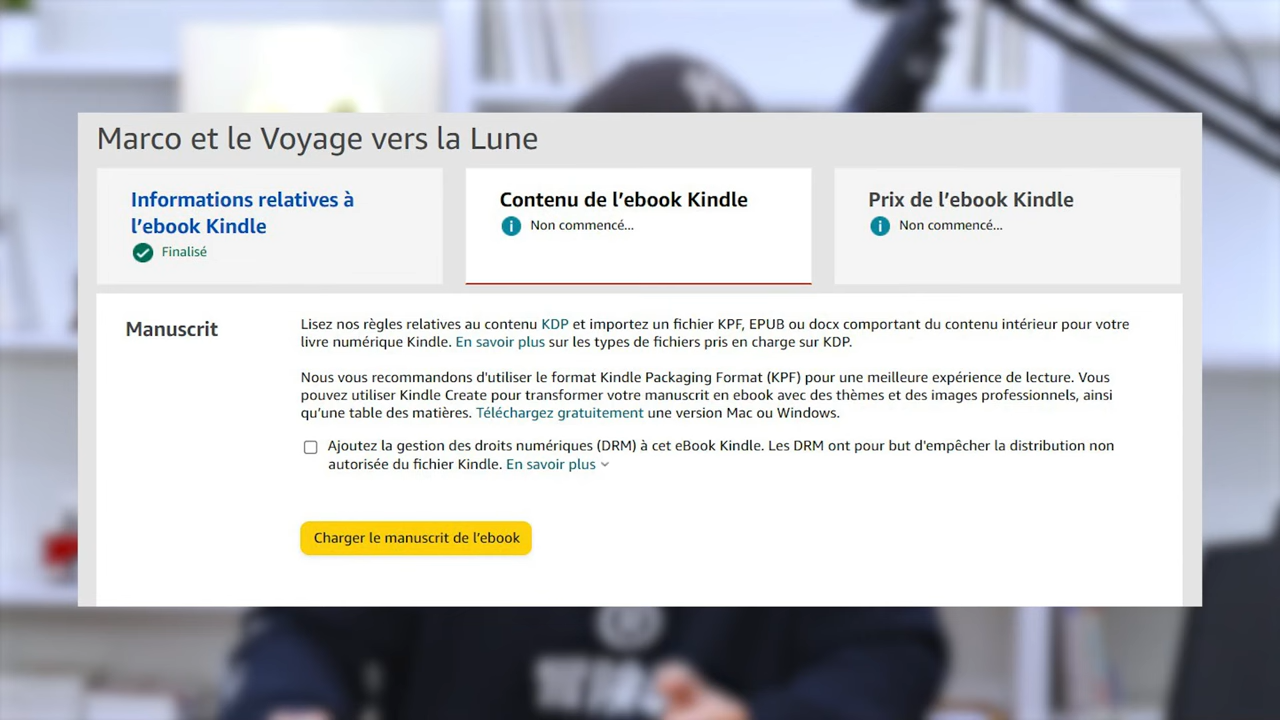 Marco et le Voyage vers la Lune
Informations relatives à
l'ebook Kindle
Finalisé
Contenu de l'ebook Kindle
Non commencé...
Prix de l'ebook Kindle
Non commencé...
Manuscrit
Lisez nos règles relatives au contenu KDP et importez un fichier KPF, EPUB ou docx comportant du contenu intérieur pour votre
livre numérique Kindle. En savoir plus sur les types de fichiers pris en charge sur KDP.
Nous vous recommandons d'utiliser le format Kindle Packaging Format (KPF) pour une meilleure expérience de lecture. Vous
pouvez utiliser Kindle Create pour transformer votre manuscrit en ebook avec des thèmes et des images professionnels, ainsi
qu'une table des matières. Téléchargez gratuitement une version Mac ou Windows.
Ajoutez la gestion des droits numériques (DRM) à cet eBook Kindle. Les DRM ont pour but d'empêcher la distribution non
autorisée du fichier Kindle. En savoir plus
Charger le manuscrit de l'ebook